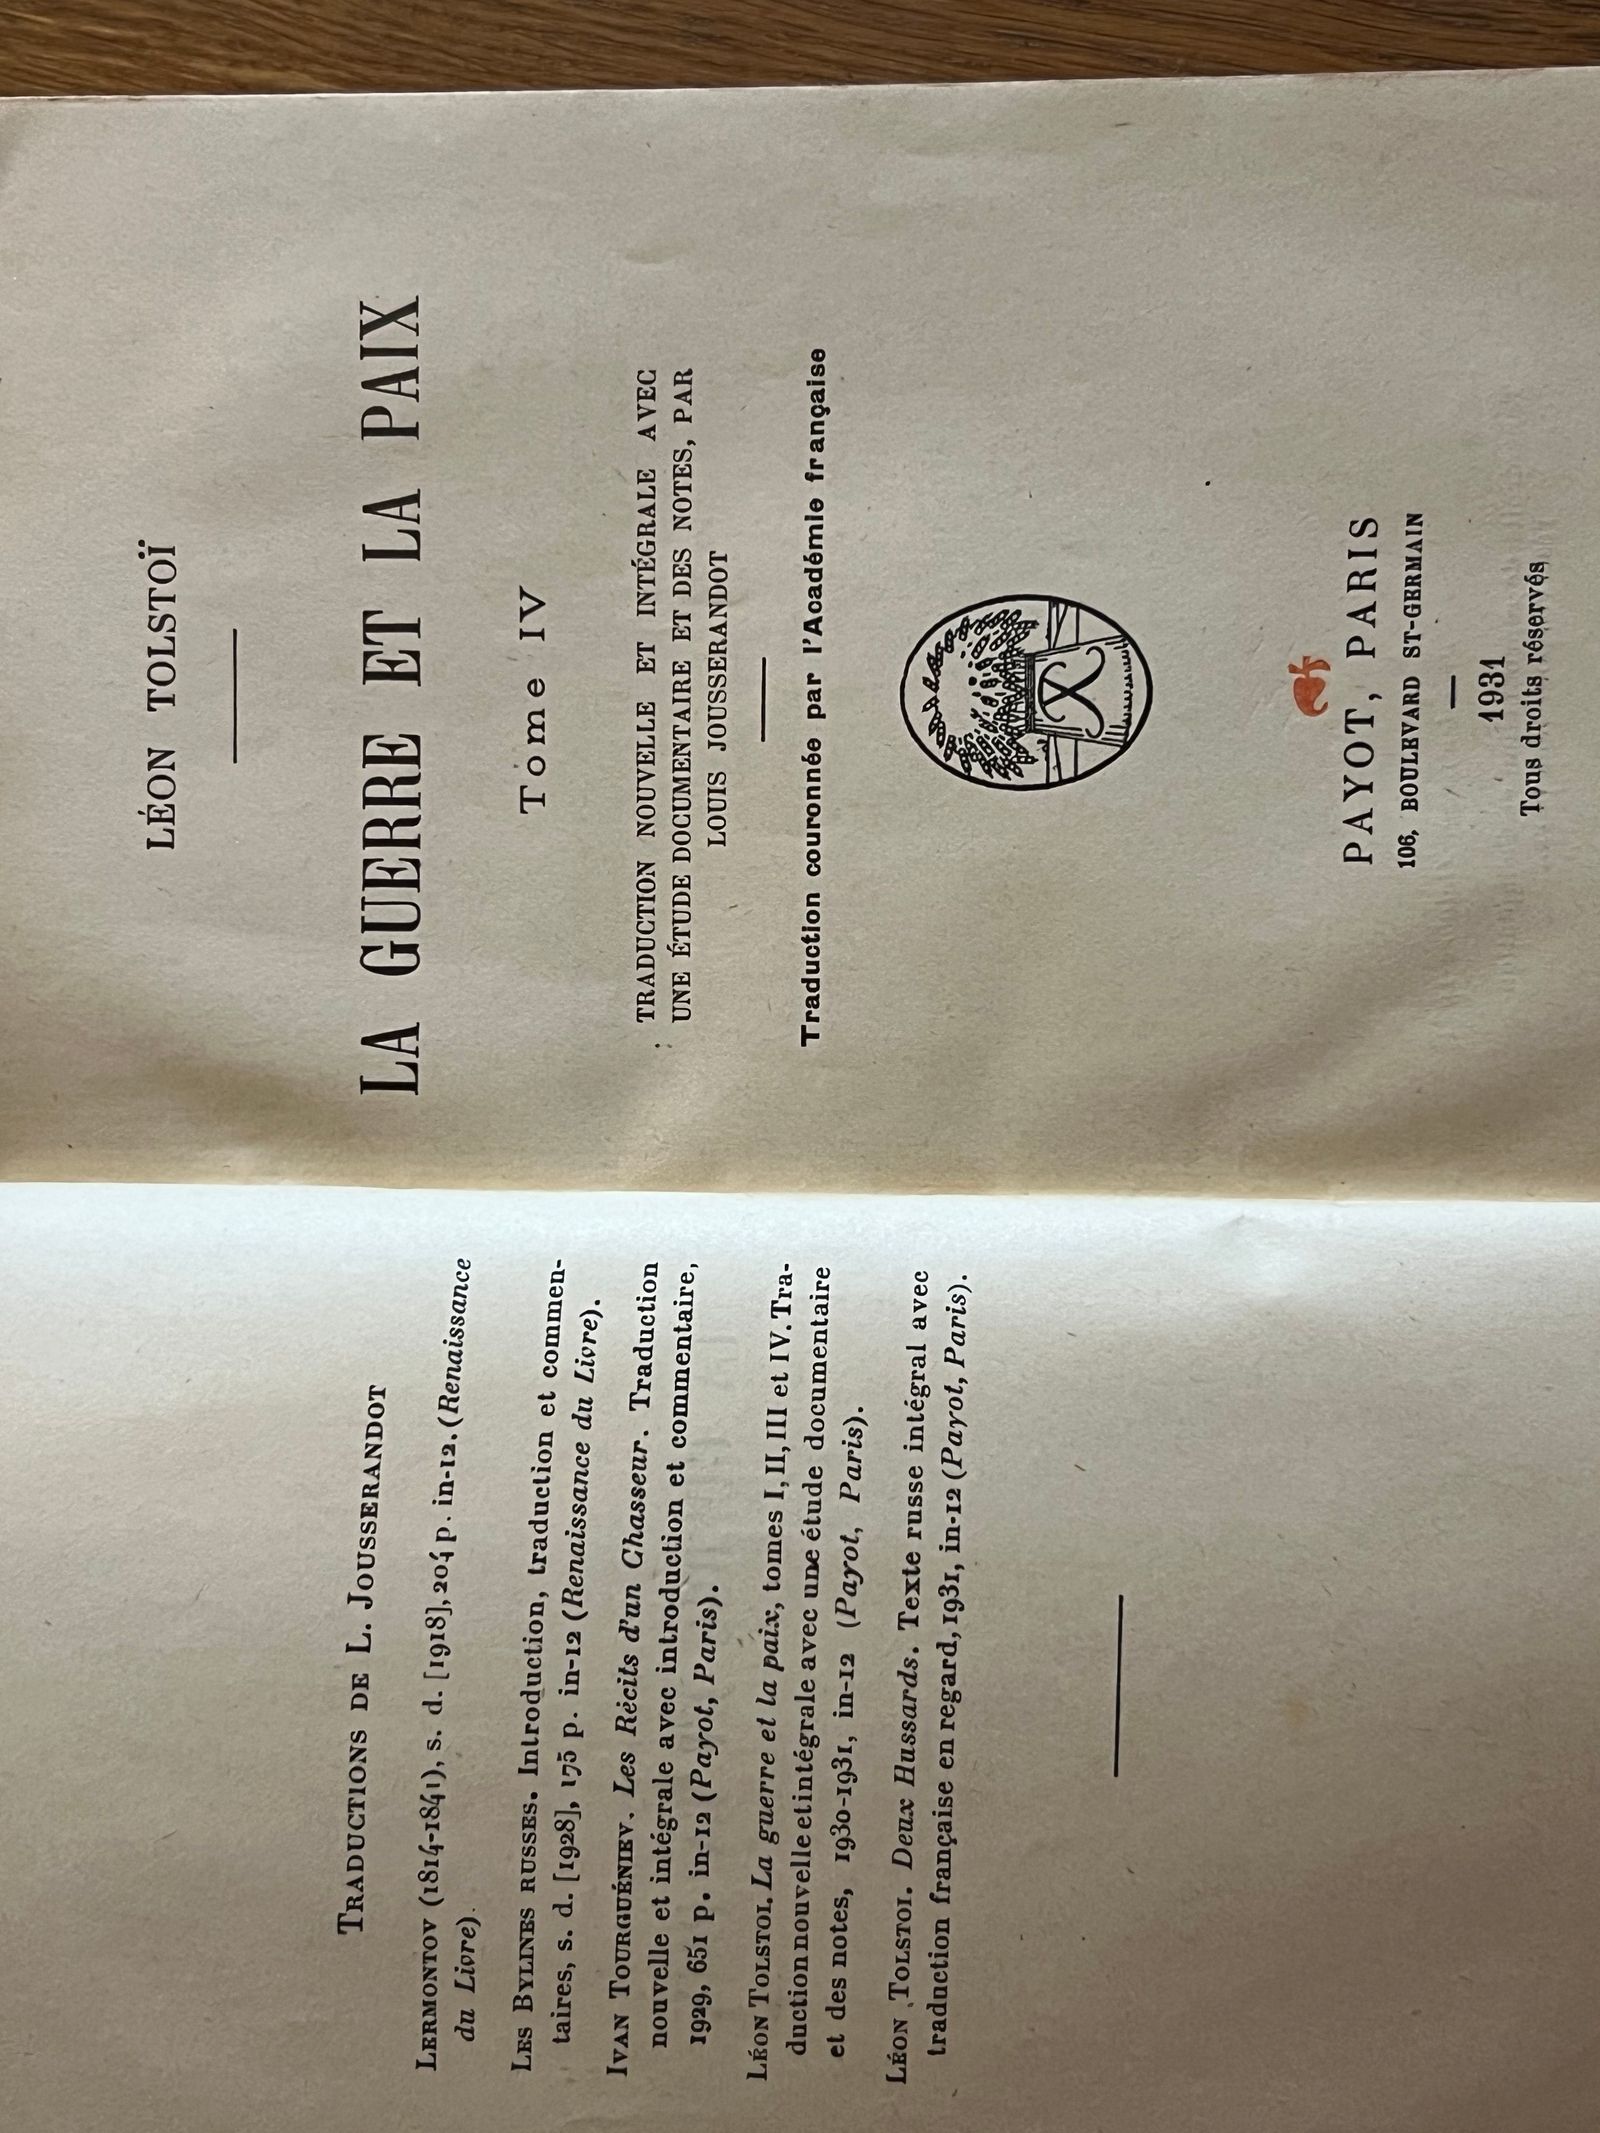 TRADUCTIONS DE L. JOUSSERANDOT
LERMONTOV (1814-1841), s. d. [1918], 204 p. in-12. (Renaissance
du Livre).
LES BYLINES RUSSES. Introduction, traduction et commen-
taires, s. d. [1928], 175 p. in-12 (Renaissance du Livre).
IVAN TOURGUÉNIEV. Les Récits d'un Chasseur. Traduction
nouvelle et intégrale avec introduction et commentaire,
1929, 651 p. in-12 (Payot, Paris).
LÉON TOLSTOI. La guerre et la paix, tomes I, II, III et IV. Tra-
duction nouvelle et intégrale avec une étude documentaire
et des notes, 1930-1931, in-12 (Payot, Paris).
LÉON TOLSTOI. Deux Hussards. Texte russe intégral avec
traduction française en regard, 1931, in-12 (Payot, Paris).
LÉON TOLSTOÏ
LA GUERRE ET LA PAIX
Tome IV
TRADUCTION NOUVELLE ET INTÉGRALE AVEC
UNE ÉTUDE DOCUMENTAIRE ET DES NOTES, PAR
LOUIS JOUSSERANDOT
Traduction couronnée par l'Académie française
PAYOT, PARIS
106, BOULEVARD ST-GERMAIN
1931
Tous droits réservés